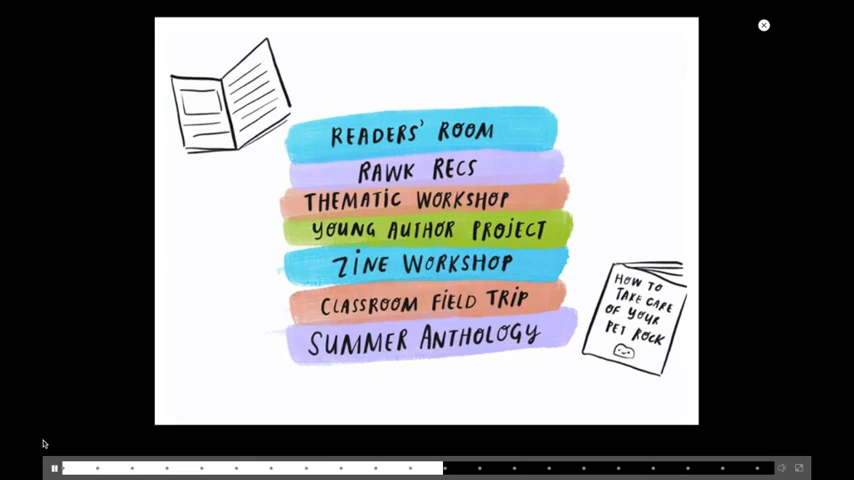 READERS' ROOM
RAWK RECS
THEMATIC WORKSHOP
YOUNG AUTHOR PROJECT
ZINE WORKSHOP
CLASSROOM FIELD TRIP
SUMMER ANTHOLOGY
HOW TO
TAKE CARE
OF YOUR
PET ROCK